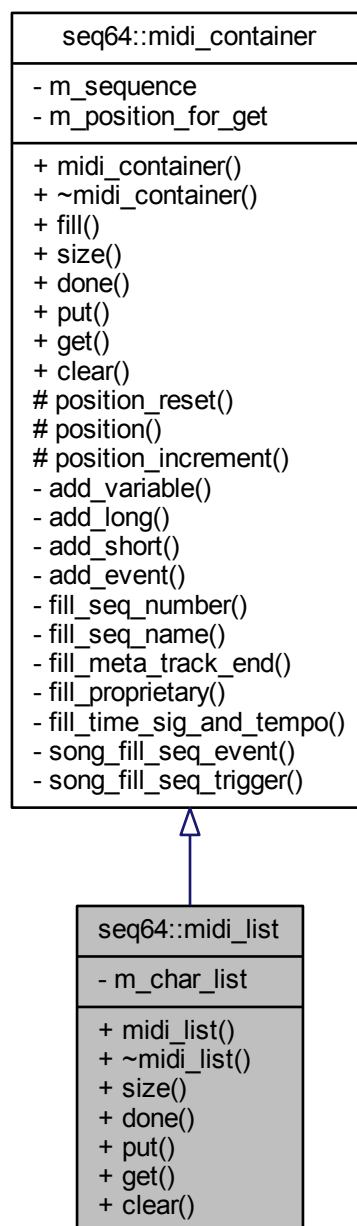 seq64::midi_container
- m_sequence
- m_position_for_get
+ midi_container()
+ ~midi_container()
+ fill()
+ size()
+ done()
+ put()
+ get()
+ clear()
# position_reset()
# position()
# position_increment()
- add_variable()
- add_long()
- add_short()
- add_event()
- fill_seq_number()
- fill_seq_name()
- fill_meta_track_end()
- fill_proprietary()
- fill_time_sig_and_tempo()
- song_fill_seq_event()
- song_fill_seq_trigger()
seq64::midi_list
- m_char_list
+ midi_list()
+ ~midi_list()
+ size()
+ done()
+ put()
+ get()
+ clear()